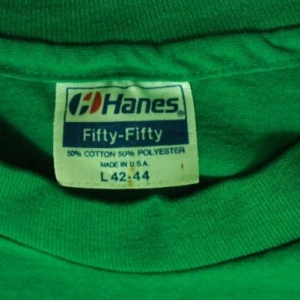 Hanes®
Fifty-Fifty
50% COTTON 50% POLYESTER
MADE IN U.S.A.
L 42-44